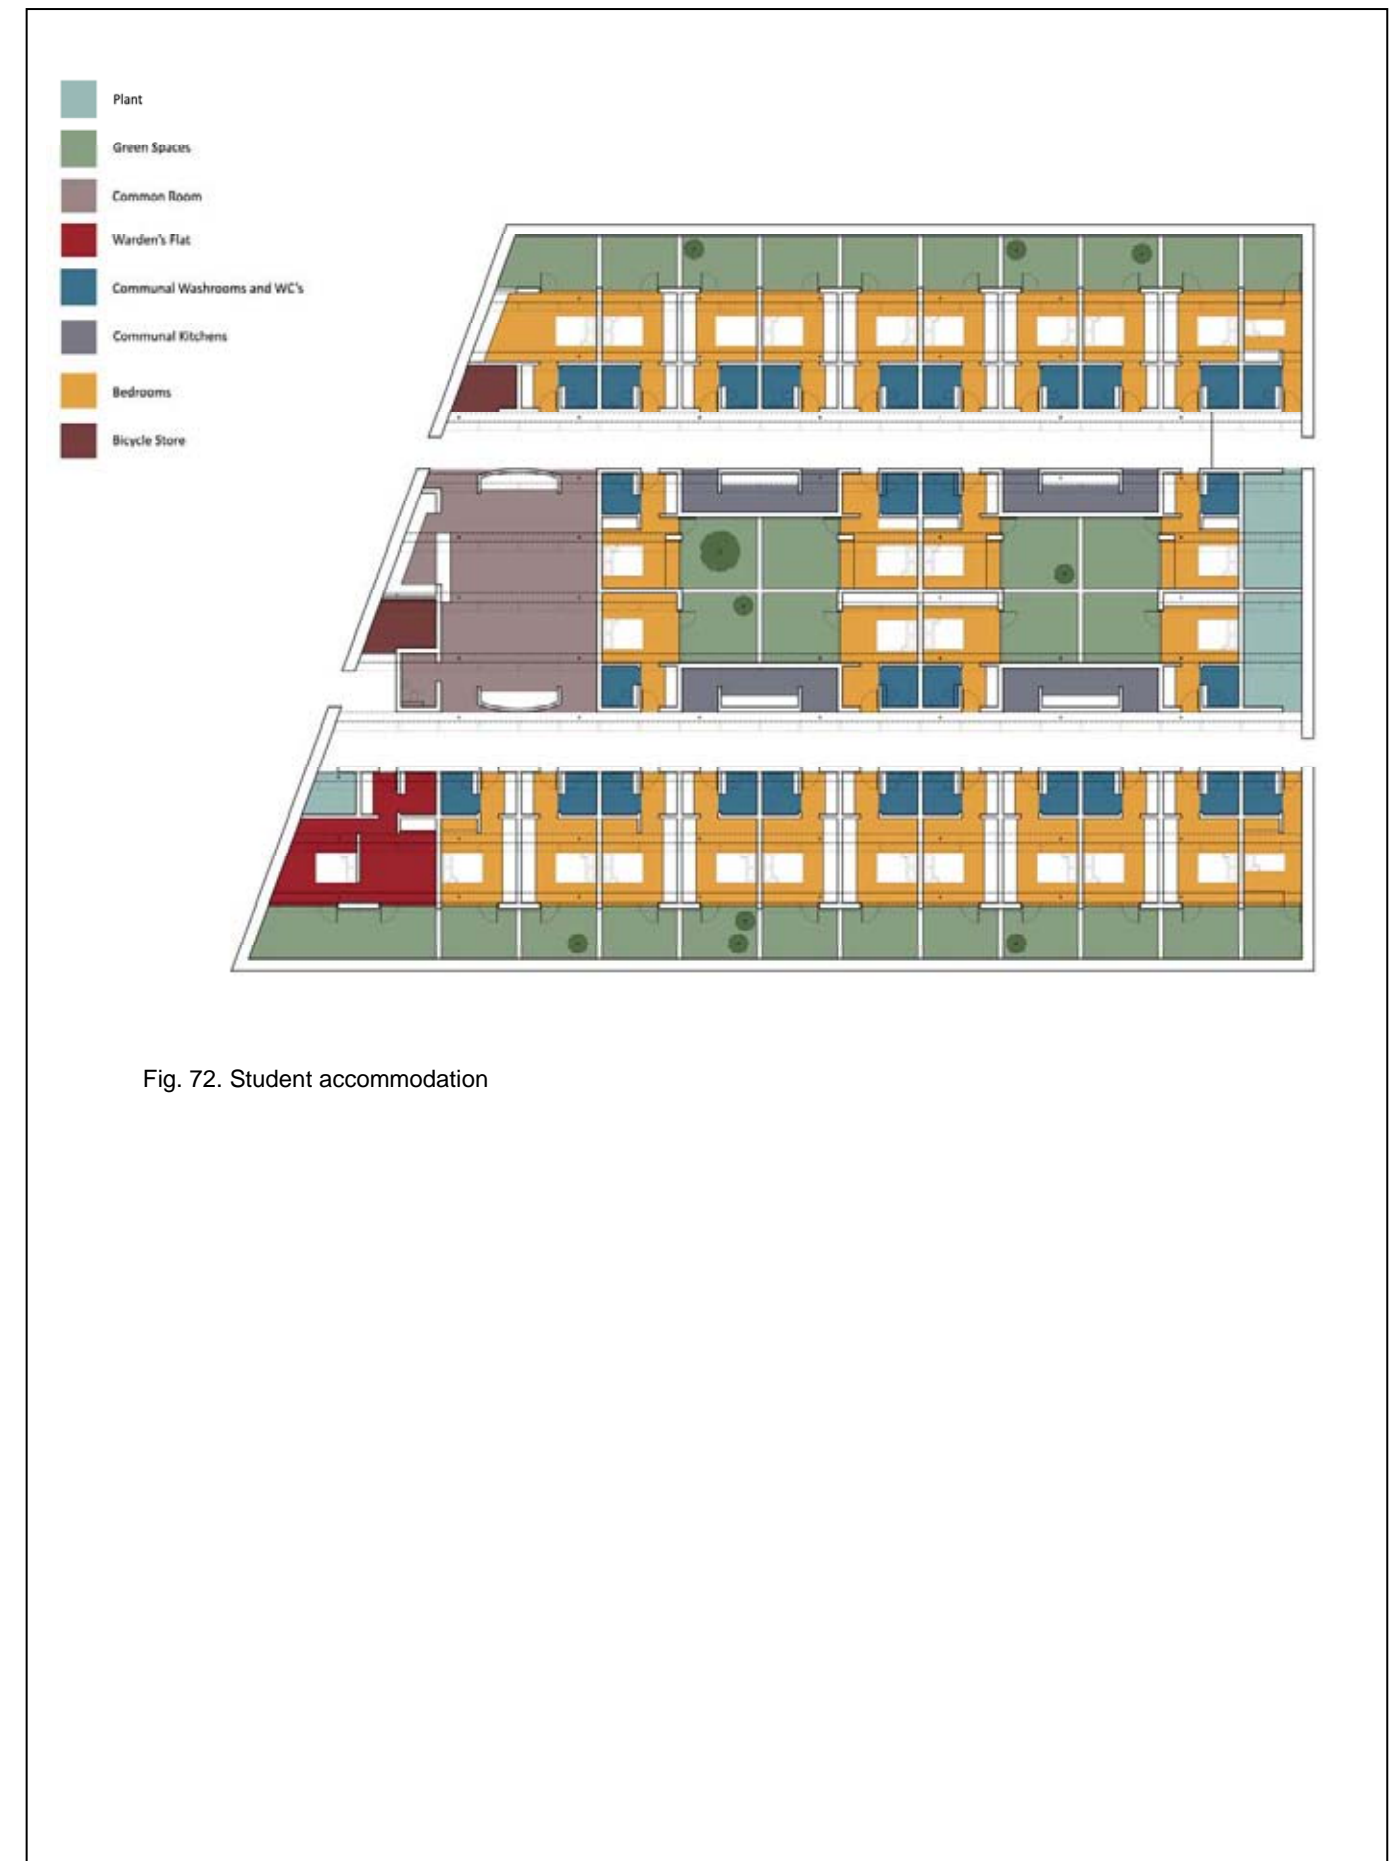 Plant
Green Spaces
Common Room
Warden's Flat
Communal Washrooms and WC's
Communal Kitchens
Bedrooms
Bicycle Store
Fig. 72. Student accommodation